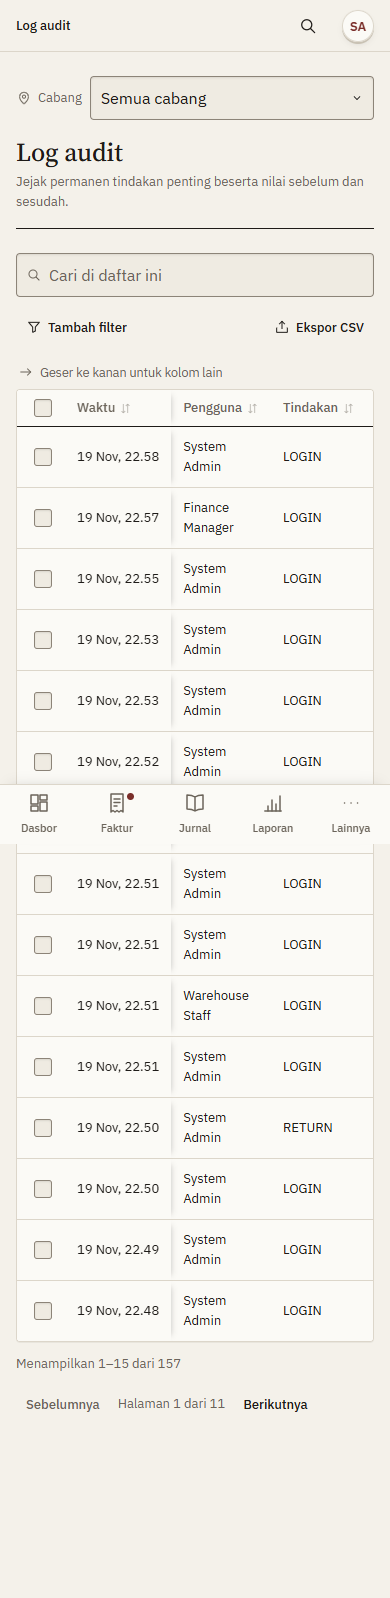 Log audit
SA
Cabang
Semua cabang
Log audit
Jejak permanen tindakan penting beserta nilai sebelum dan
sesudah.
Cari di daftar ini
Tambah filter
Ekspor CSV
Geser ke kanan untuk kolom lain
Waktu Pengguna Tindakan
19 Nov, 22.58 System Admin LOGIN
19 Nov, 22.57 Finance Manager LOGIN
19 Nov, 22.55 System Admin LOGIN
19 Nov, 22.53 System Admin LOGIN
19 Nov, 22.53 System Admin LOGIN
19 Nov, 22.52 System Admin LOGIN
Dasbor Faktur Jurnal Laporan Lainnya
19 Nov, 22.51 System Admin LOGIN
19 Nov, 22.51 System Admin LOGIN
19 Nov, 22.51 Warehouse Staff LOGIN
19 Nov, 22.51 System Admin LOGIN
19 Nov, 22.50 System Admin RETURN
19 Nov, 22.50 System Admin LOGIN
19 Nov, 22.49 System Admin LOGIN
19 Nov, 22.48 System Admin LOGIN
Menampilkan 1–15 dari 157
Sebelumnya Halaman 1 dari 11 Berikutnya